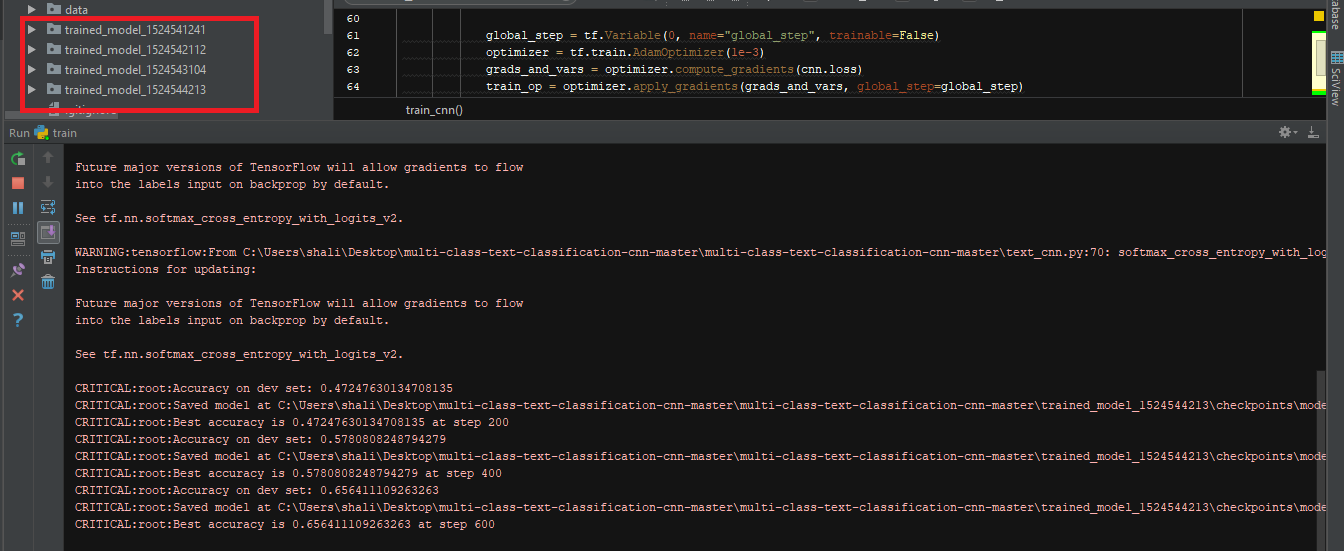 data
trained_model_1524541241
trained_model_1524542112
trained_model_1524543104
trained_model_1524544213
60
61 global_step = tf.Variable(0, name="global_step", trainable=False)
62 optimizer = tf.train.AdamOptimizer(1e-3)
63 grads_and_vars = optimizer.compute_gradients(cnn.loss)
64 train_op = optimizer.apply_gradients(grads_and_vars, global_step=global_step)
train_cnn()
SciView
Run train
Future major versions of TensorFlow will allow gradients to flow
into the labels input on backprop by default.
See tf.nn.softmax_cross_entropy_with_logits_v2.
WARNING:tensorflow:From C:\Users\shali\Desktop\multi-class-text-classification-cnn-master\multi-class-text-classification-cnn-master\text_cnn.py:70: softmax_cross_entropy_with_log
Instructions for updating:
Future major versions of TensorFlow will allow gradients to flow
into the labels input on backprop by default.
See tf.nn.softmax_cross_entropy_with_logits_v2.
CRITICAL:root:Accuracy on dev set: 0.47247630134708135
CRITICAL:root:Saved model at C:\Users\shali\Desktop\multi-class-text-classification-cnn-master\multi-class-text-classification-cnn-master\trained_model_1524544213\checkpoints\mode
CRITICAL:root:Best accuracy is 0.47247630134708135 at step 200
CRITICAL:root:Accuracy on dev set: 0.5780808248794279
CRITICAL:root:Saved model at C:\Users\shali\Desktop\multi-class-text-classification-cnn-master\multi-class-text-classification-cnn-master\trained_model_1524544213\checkpoints\mode
CRITICAL:root:Best accuracy is 0.5780808248794279 at step 400
CRITICAL:root:Accuracy on dev set: 0.656411109263263
CRITICAL:root:Saved model at C:\Users\shali\Desktop\multi-class-text-classification-cnn-master\multi-class-text-classification-cnn-master\trained_model_1524544213\checkpoints\mode
CRITICAL:root:Best accuracy is 0.656411109263263 at step 600